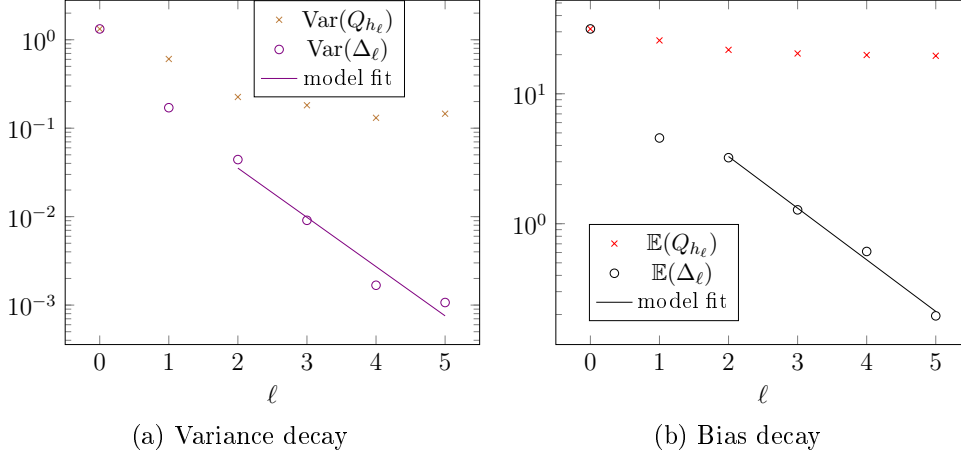 10^0
10^{-1}
10^{-2}
10^{-3}
0 1 2 3 4 5
ℓ
Var(Q_{h_ℓ})
Var(Δ_ℓ)
model fit
(a) Variance decay
10^1
10^0
0 1 2 3 4 5
ℓ
𝔼(Q_{h_ℓ})
𝔼(Δ_ℓ)
model fit
(b) Bias decay